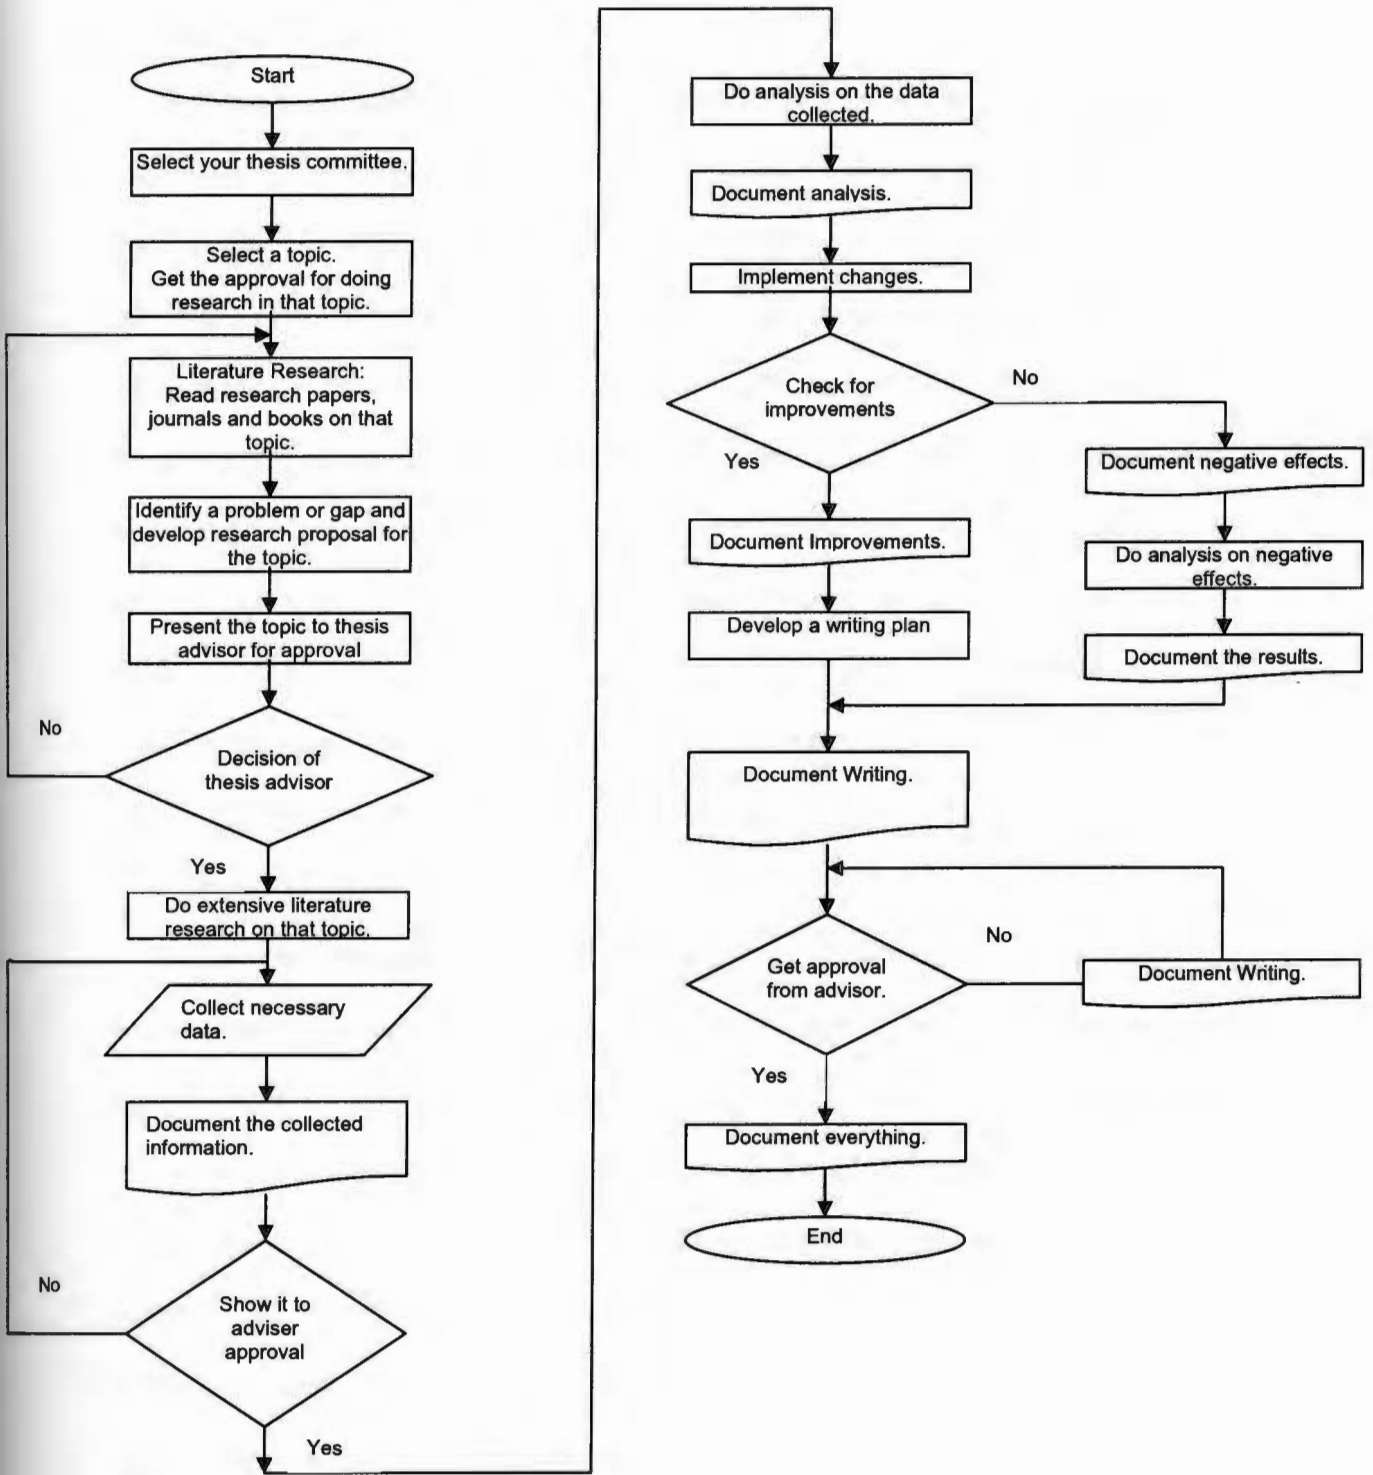 Start
Select your thesis committee.
Select a topic.
Get the approval for doing
research in that topic.
Literature Research:
Read research papers,
journals and books on that
topic.
Identify a problem or gap and
develop research proposal for
the topic.
Present the topic to thesis
advisor for approval
No
Decision of
thesis advisor
Yes
Do extensive literature
research on that topic.
Collect necessary
data.
Document the collected
information.
No
Show it to
adviser
approval
Yes
Do analysis on the data
collected.
Document analysis.
Implement changes.
Check for
improvements
No
Yes
Document negative effects.
Document Improvements.
Do analysis on negative
effects.
Develop a writing plan
Document the results.
Document Writing.
Get approval
from advisor.
No
Document Writing.
Yes
Document everything.
End